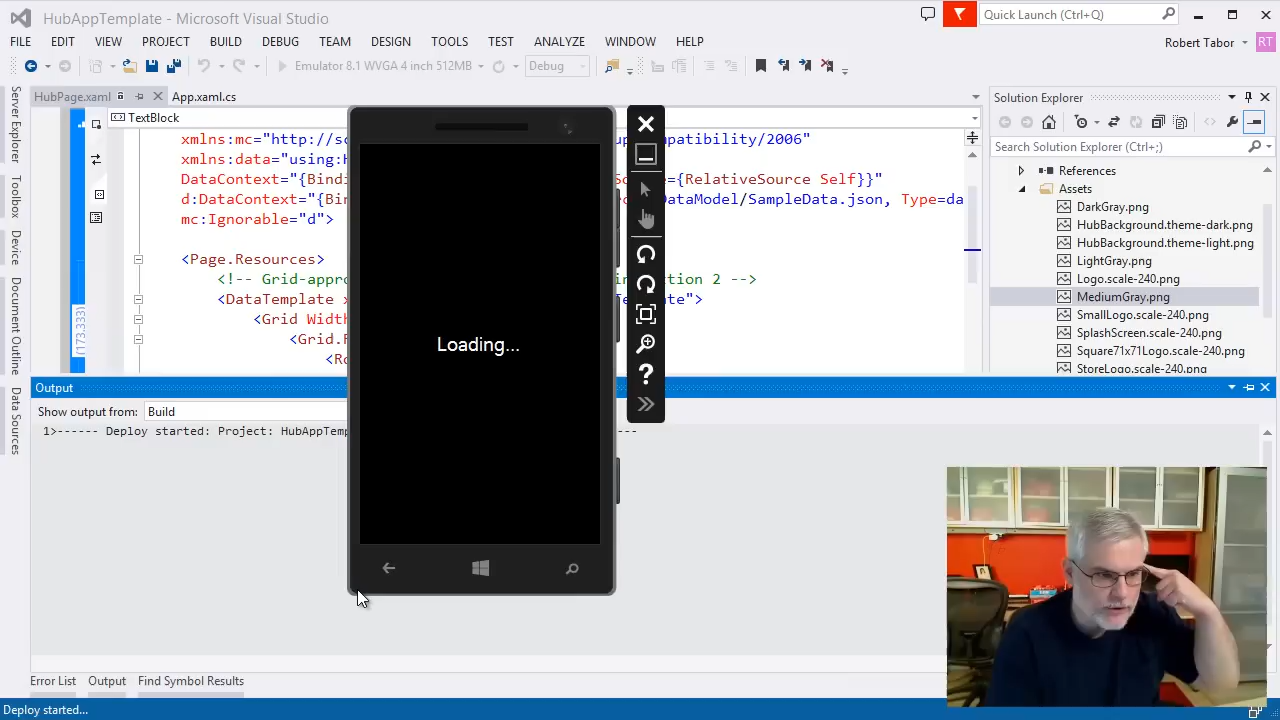 HubAppTemplate - Microsoft Visual Studio
Quick Launch (Ctrl+Q)
FILE EDIT VIEW PROJECT BUILD DEBUG TEAM DESIGN TOOLS TEST ANALYZE WINDOW HELP
Robert Tabor RT
Emulator 8.1 WVGA 4 inch 512MB
Debug
Server Explorer
Toolbox
Device
Document Outline
Data Sources
HubPage.xaml
App.xaml.cs
TextBlock
(173.333)
xmlns:mc="http://sc
patibility/2006"
xmlns:data="using:H
DataContext="{Bindi
={RelativeSource Self}}"
d:DataContext="{Bin
DataModel/SampleData.json, Type=da
mc:Ignorable="d">
<Page.Resources>
<!-- Grid-appro
ction 2 -->
<DataTemplate x
Template">
<Grid Width
<Grid.R
<Ro
Loading...
Solution Explorer
Search Solution Explorer (Ctrl+;)
References
Assets
DarkGray.png
HubBackground.theme-dark.png
HubBackground.theme-light.png
LightGray.png
Logo.scale-240.png
MediumGray.png
SmallLogo.scale-240.png
SplashScreen.scale-240.png
Square71x71Logo.scale-240.png
StoreLogo.scale-240.png
Output
Show output from: Build
1>------ Deploy started: Project: HubAppTemp
---
Error List Output Find Symbol Results
Deploy started...